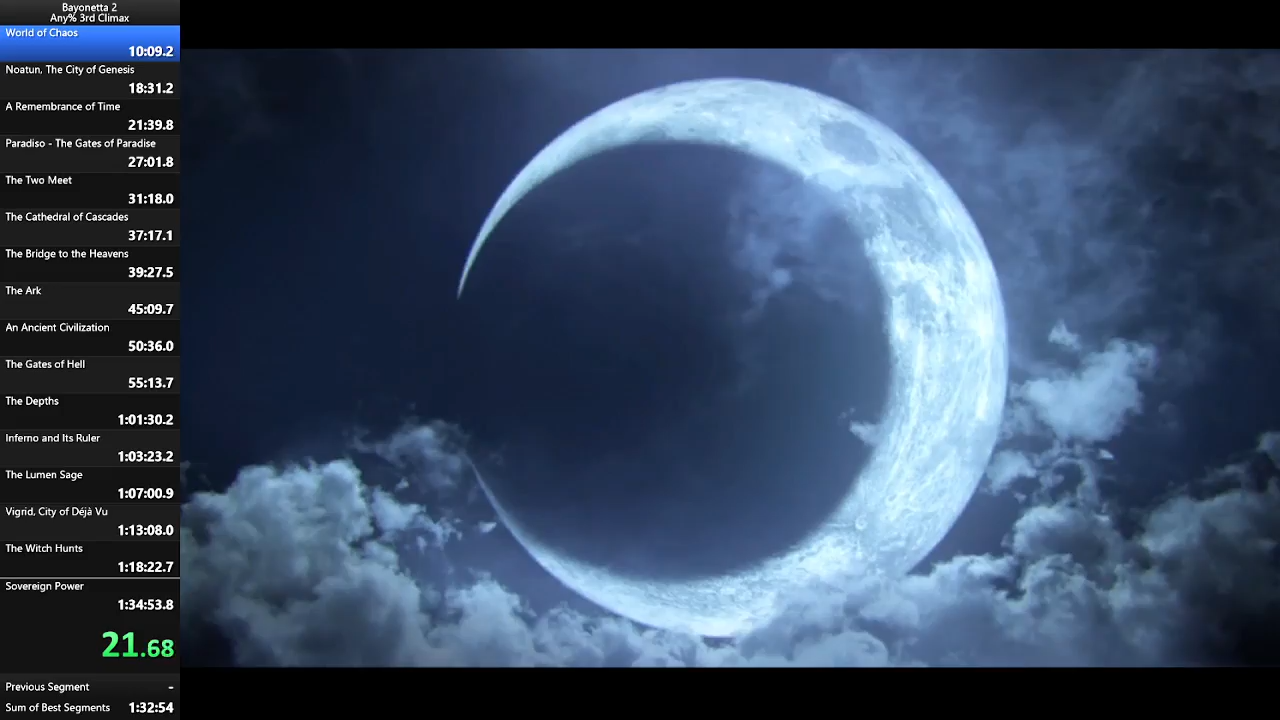 Bayonetta 2
Any% 3rd Climax
World of Chaos
10:09.2
Noatun, The City of Genesis
18:31.2
A Remembrance of Time
21:39.8
Paradiso - The Gates of Paradise
27:01.8
The Two Meet
31:18.0
The Cathedral of Cascades
37:17.1
The Bridge to the Heavens
39:27.5
The Ark
45:09.7
An Ancient Civilization
50:36.0
The Gates of Hell
55:13.7
The Depths
1:01:30.2
Inferno and Its Ruler
1:03:23.2
The Lumen Sage
1:07:00.9
Vigrid, City of Déjà Vu
1:13:08.0
The Witch Hunts
1:18:22.7
Sovereign Power
1:34:53.8
21.68
Previous Segment -
Sum of Best Segments 1:32:54